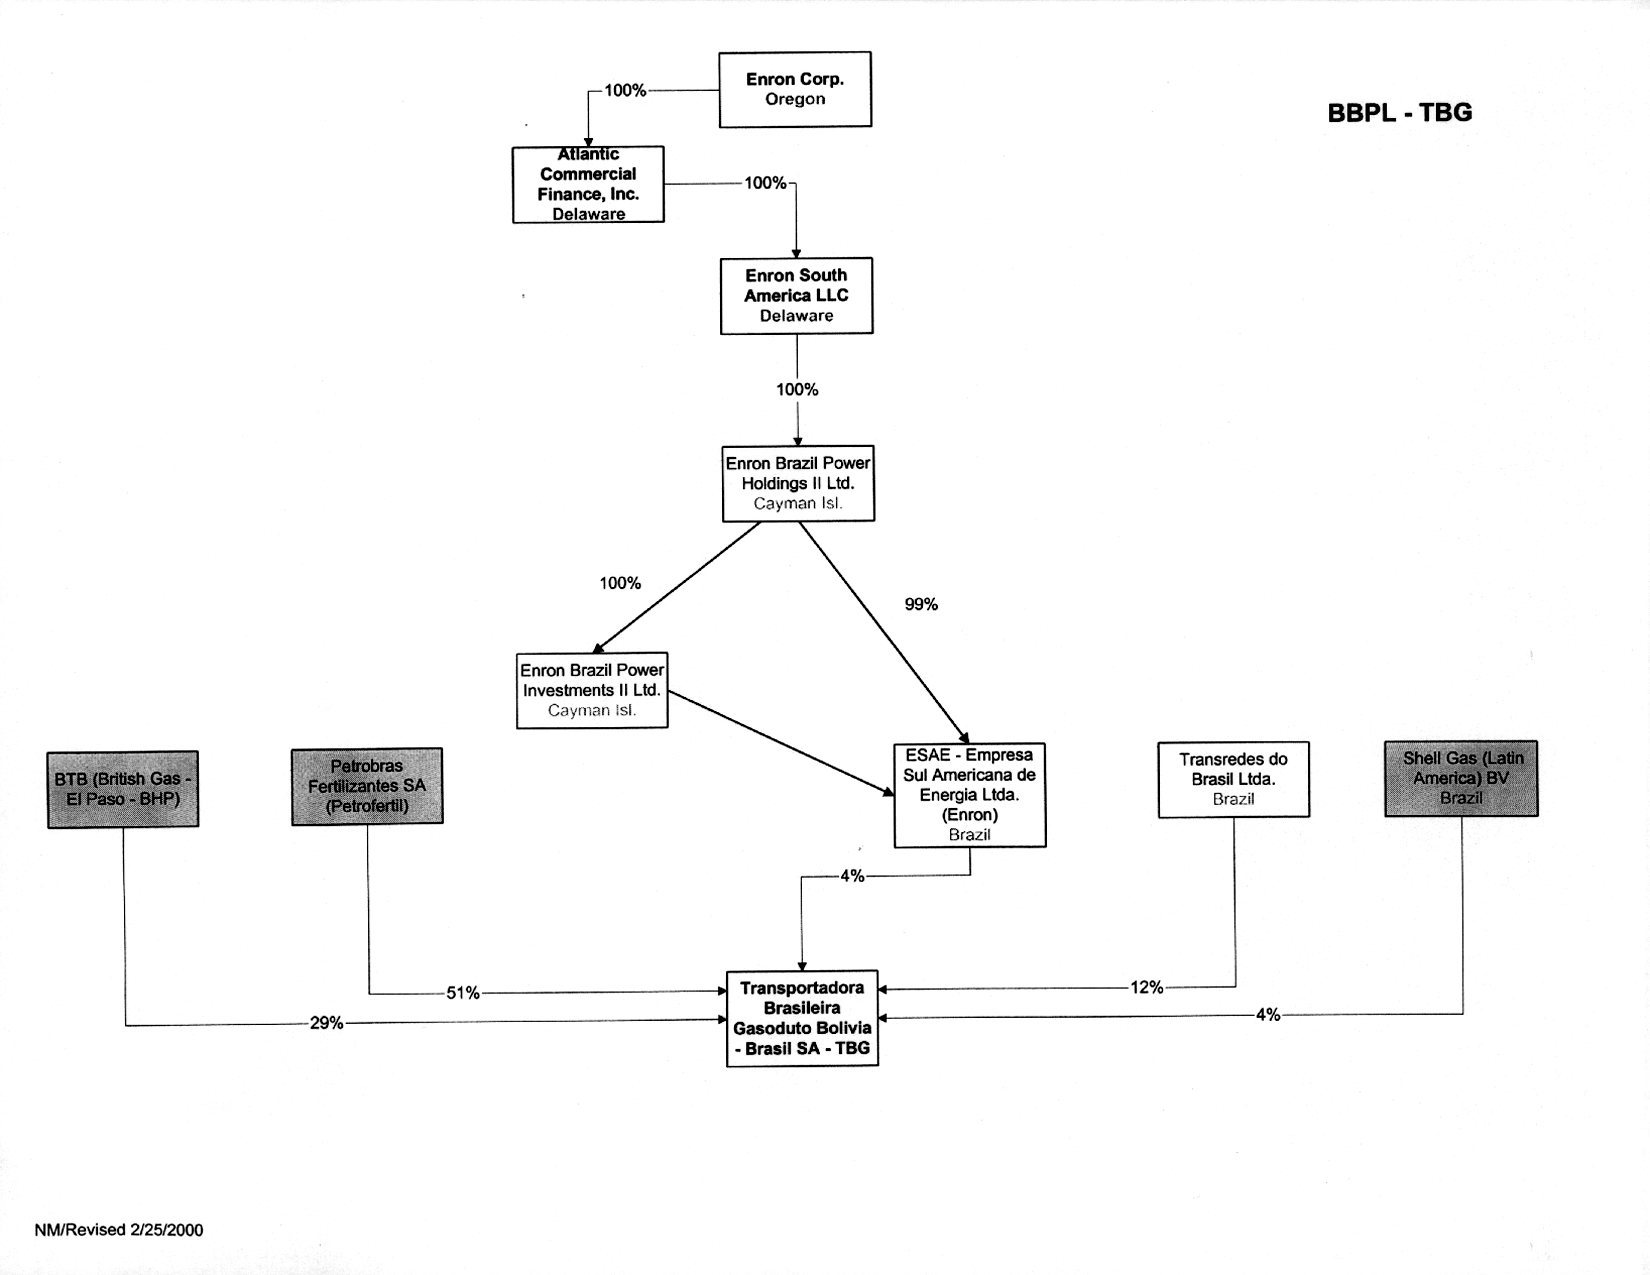 Enron Corp.
Oregon
100%
BBPL - TBG
Atlantic
Commercial
Finance, Inc.
Delaware
100%
Enron South
America LLC
Delaware
100%
Enron Brazil Power
Holdings II Ltd.
Cayman Isl.
100%
99%
Enron Brazil Power
Investments II Ltd.
Cayman Isl.
BTB (British Gas -
El Paso - BHP)
Petrobras
Fertilizantes SA
(Petrofertil)
ESAE - Empresa
Sul Americana de
Energia Ltda.
(Enron)
Brazil
Transredes do
Brasil Ltda.
Brazil
Shell Gas (Latin
America) BV
Brazil
4%
51%
29%
12%
4%
Transportadora
Brasileira
Gasoduto Bolivia
- Brasil SA - TBG
NM/Revised 2/25/2000